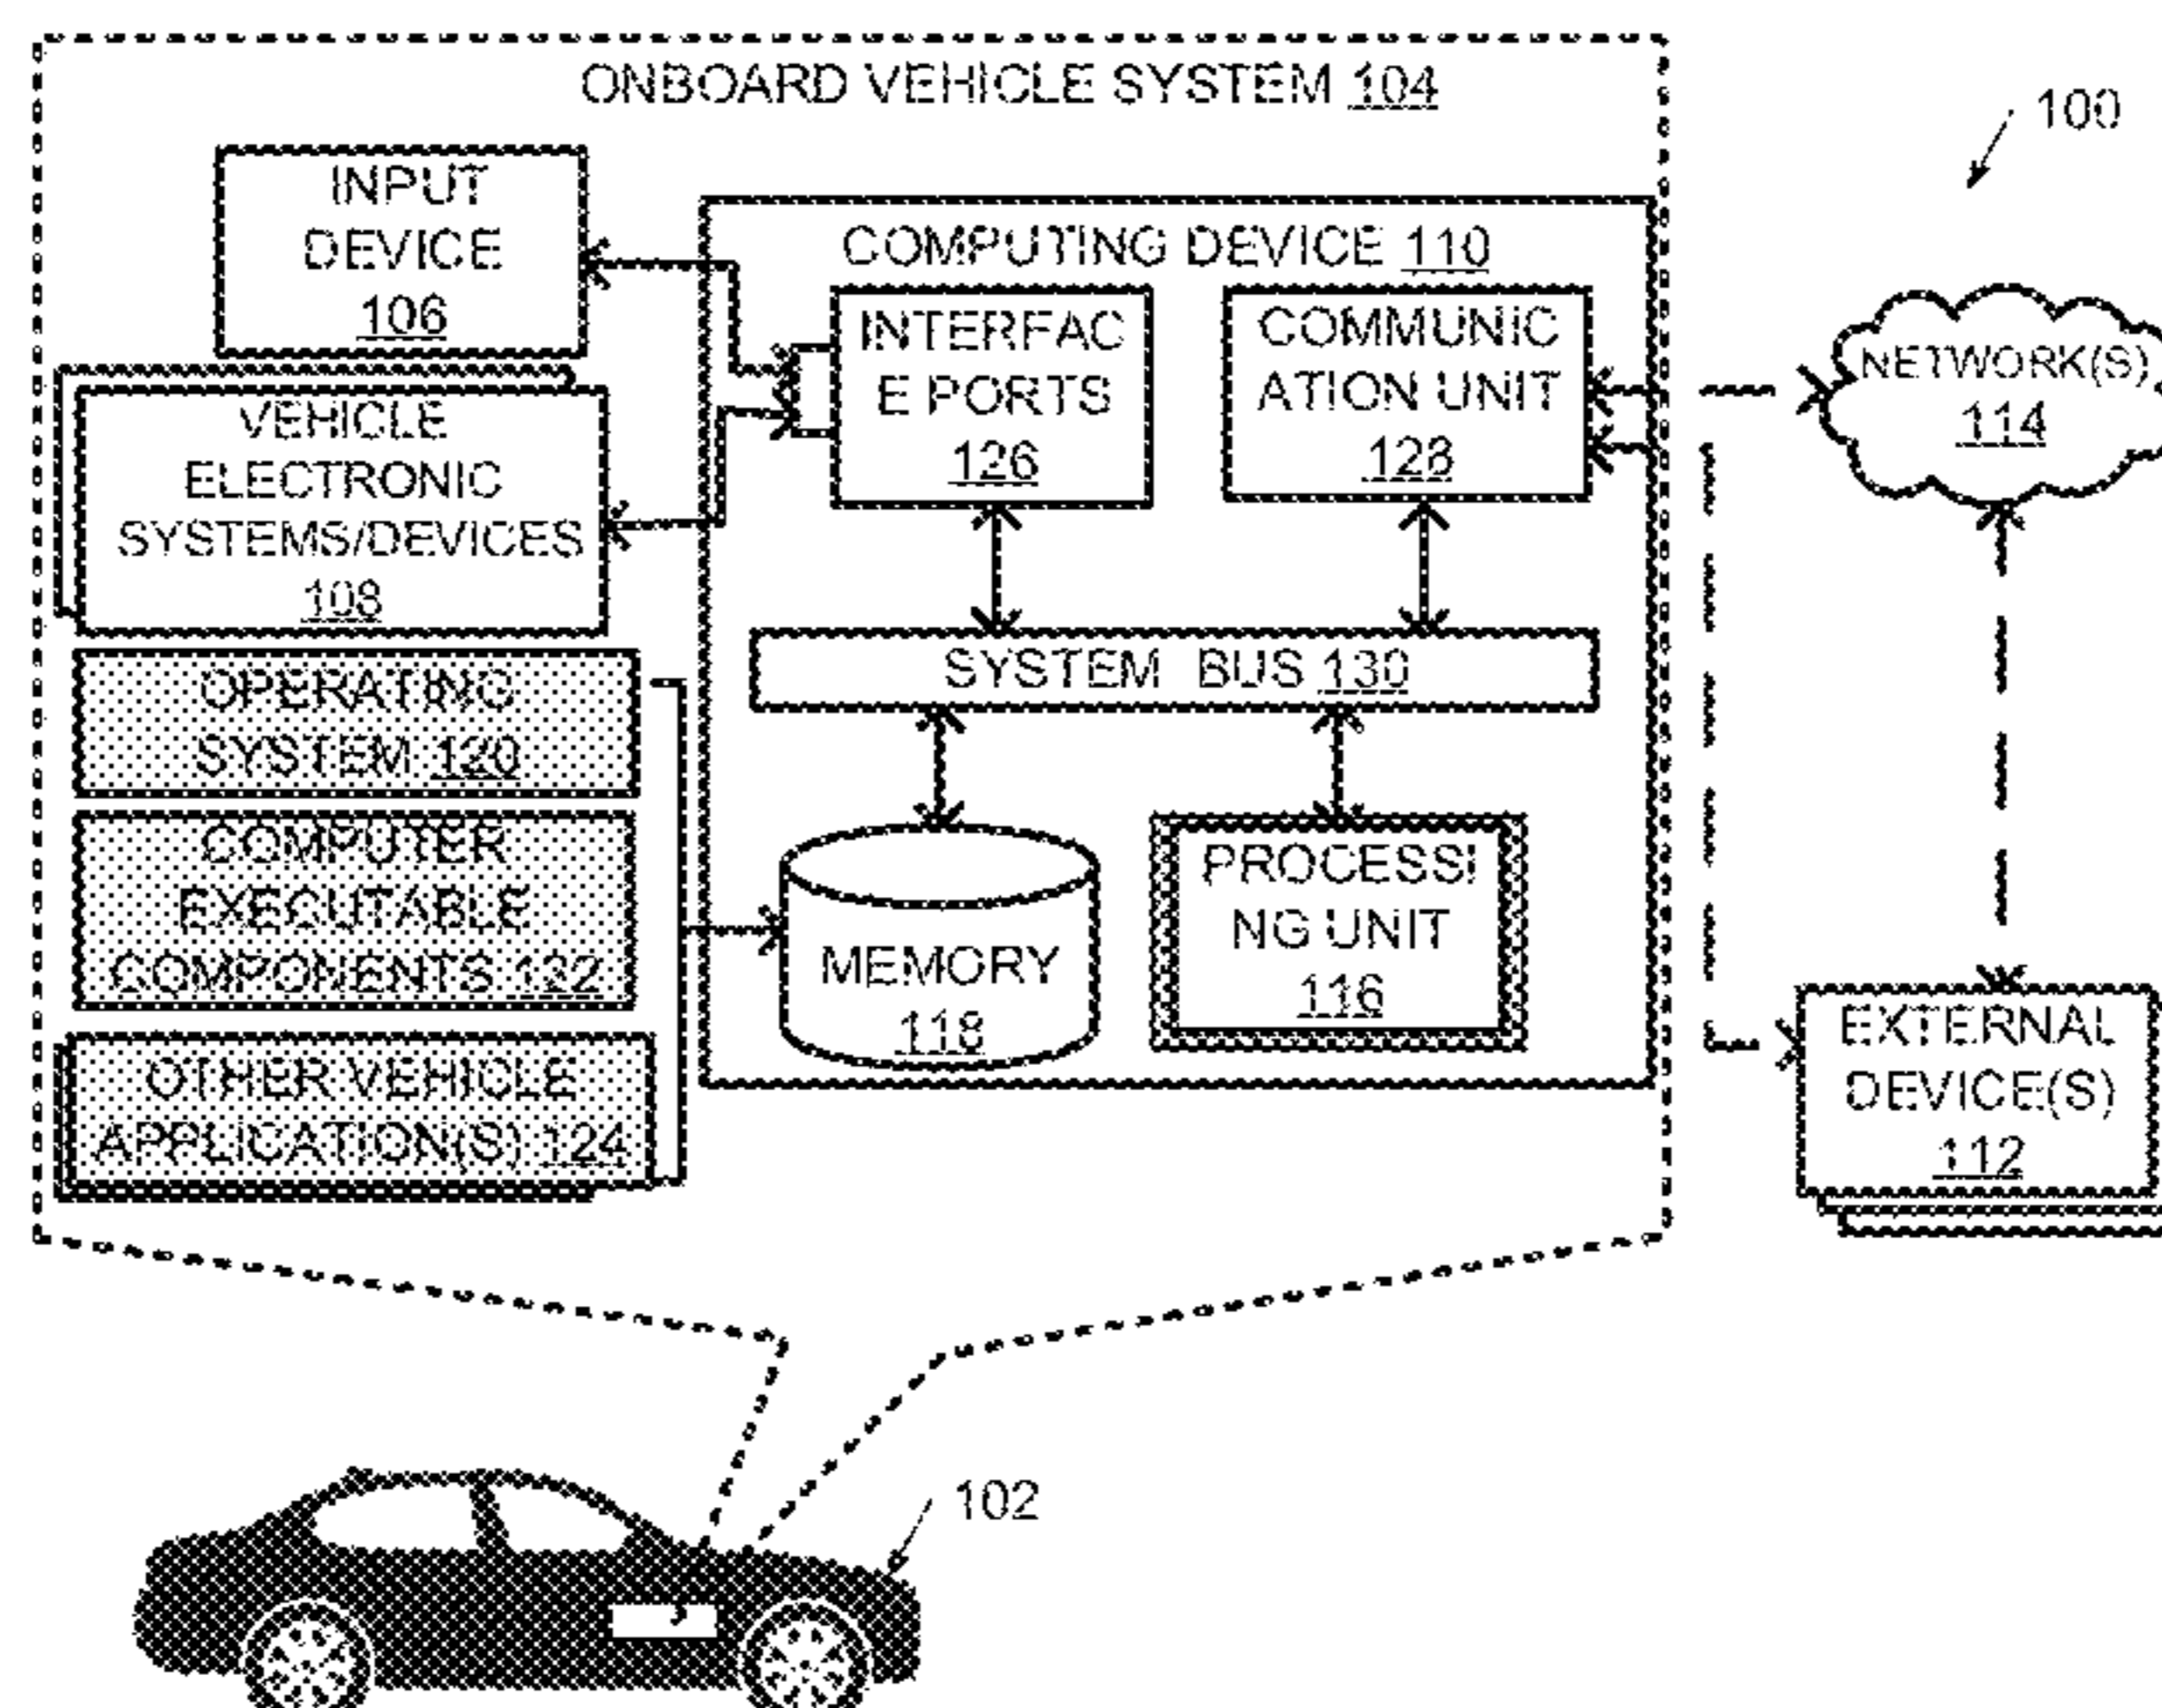 ONBOARD VEHICLE SYSTEM 104
100
INPUT
DEVICE
106
COMPUTING DEVICE 110
INTERFAC
E PORTS
126
COMMUNIC
ATION UNIT
128
NETWORK(S)
114
VEHICLE
ELECTRONIC
SYSTEMS/DEVICES
108
SYSTEM BUS 130
OPERATING
SYSTEM 120
COMPUTER
EXECUTABLE
COMPONENTS 122
MEMORY
118
PROCESSI
NG UNIT
116
OTHER VEHICLE
APPLICATION(S) 124
EXTERNAL
DEVICE(S)
112
102